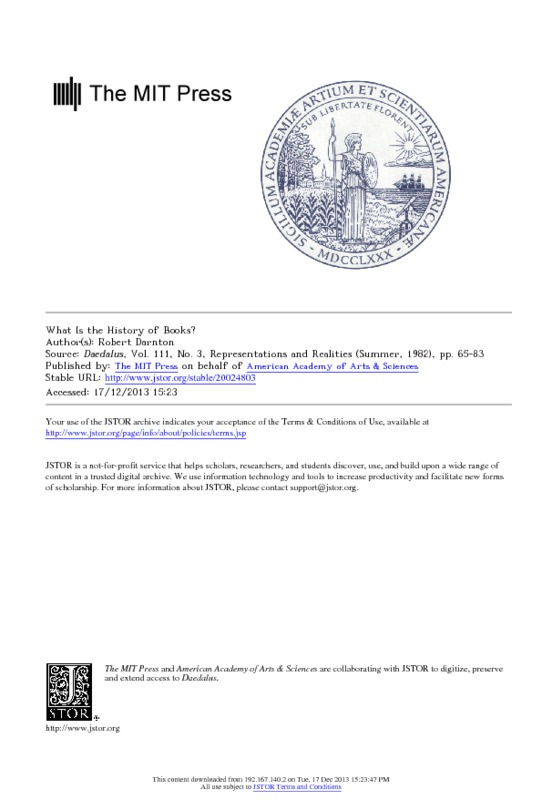 The MIT Press
SIGILLUM ACADEMIÆ ARTIUM ET SCIENTIARUM AMERICANÆ
SUB LIBERTATE FLORENT
MDCCLXXX
What Is the History of Books?
Author(s): Robert Darnton
Source: Daedalus, Vol. 111, No. 3, Representations and Realities (Summer, 1982), pp. 65-83
Published by: The MIT Press on behalf of American Academy of Arts & Sciences
Stable URL: http://www.jstor.org/stable/20024803
Accessed: 17/12/2013 15:23
Your use of the JSTOR archive indicates your acceptance of the Terms & Conditions of Use, available at
http://www.jstor.org/page/info/about/policies/terms.jsp
JSTOR is a not-for-profit service that helps scholars, researchers, and students discover, use, and build upon a wide range of
content in a trusted digital archive. We use information technology and tools to increase productivity and facilitate new forms
of scholarship. For more information about JSTOR, please contact support@jstor.org.
The MIT Press and American Academy of Arts & Sciences are collaborating with JSTOR to digitize, preserve
and extend access to Daedalus.
JSTOR
http://www.jstor.org
This content downloaded from 192.167.140.2 on Tue, 17 Dec 2013 15:23:47 PM
All use subject to JSTOR Terms and Conditions